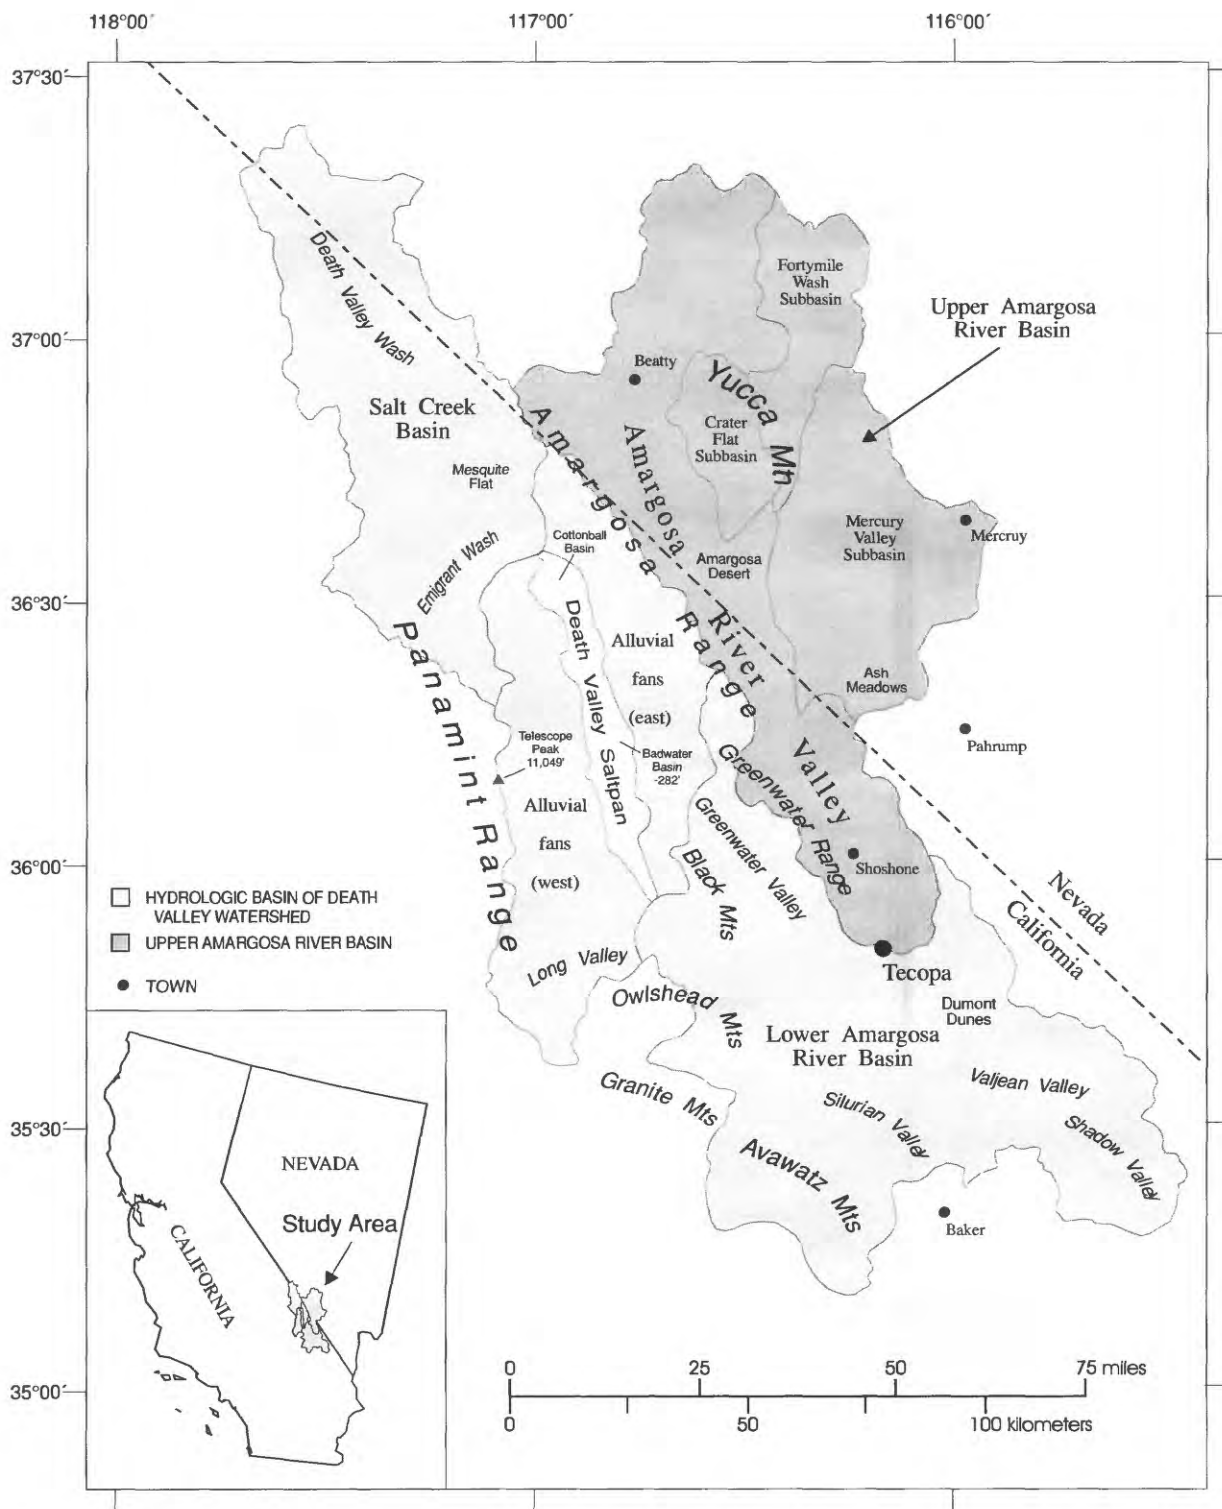 118°00′
117°00′
116°00′
37°30′
37°00′
36°30′
36°00′
35°30′
35°00′
Death Valley Wash
Fortymile
Wash
Subbasin
Upper Amargosa
River Basin
Beatty
Yucca Mtn
Salt Creek
Basin
Crater
Flat
Subbasin
Amargosa Range
Amargosa River Valley
Mesquite
Flat
Mercury
Valley
Subbasin
Mercruy
Cottonball
Basin
Amargosa
Desert
Emigrant Wash
Panamint Range
Death Valley Saltpan
Alluvial
fans
(east)
Ash
Meadows
Telescope
Peak
11,049'
Badwater
Basin
-282'
Pahrump
Greenwater Range
Greenwater Valley
Alluvial
fans
(west)
Black Mts
Shoshone
Nevada
California
HYDROLOGIC BASIN OF DEATH
VALLEY WATERSHED
UPPER AMARGOSA RIVER BASIN
TOWN
Long Valley
Tecopa
Owlshead Mts
Dumont
Dunes
Lower Amargosa
River Basin
Granite Mts
Valjean Valley
Silurian Valley
Shadow Valley
Avawatz Mts
Baker
NEVADA
Study Area
CALIFORNIA
0 25 50 75 miles
0 50 100 kilometers